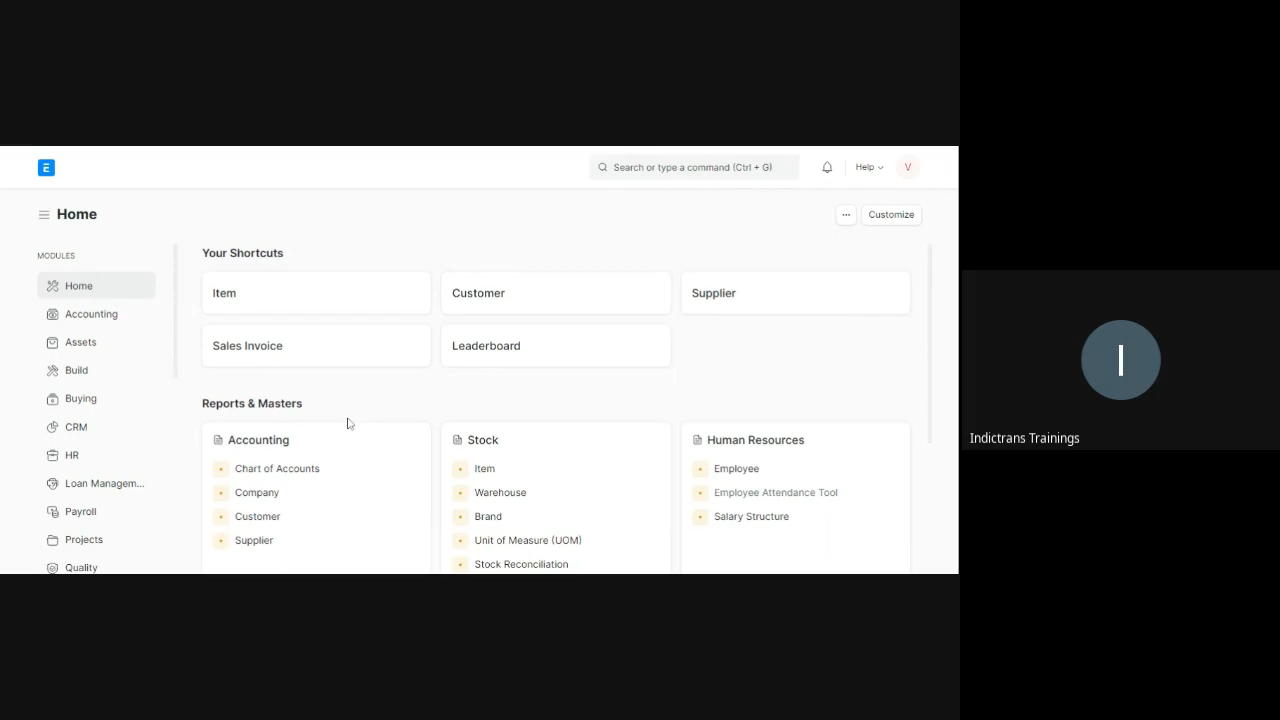 E
Search or type a command (Ctrl + G)
Help
V
Home
...
Customize
MODULES
Home
Accounting
Assets
Build
Buying
CRM
HR
Loan Managem...
Payroll
Projects
Quality
Your Shortcuts
Item
Customer
Supplier
Sales Invoice
Leaderboard
Reports & Masters
Accounting
Chart of Accounts
Company
Customer
Supplier
Stock
Item
Warehouse
Brand
Unit of Measure (UOM)
Stock Reconciliation
Human Resources
Employee
Employee Attendance Tool
Salary Structure
I
Indictrans Trainings